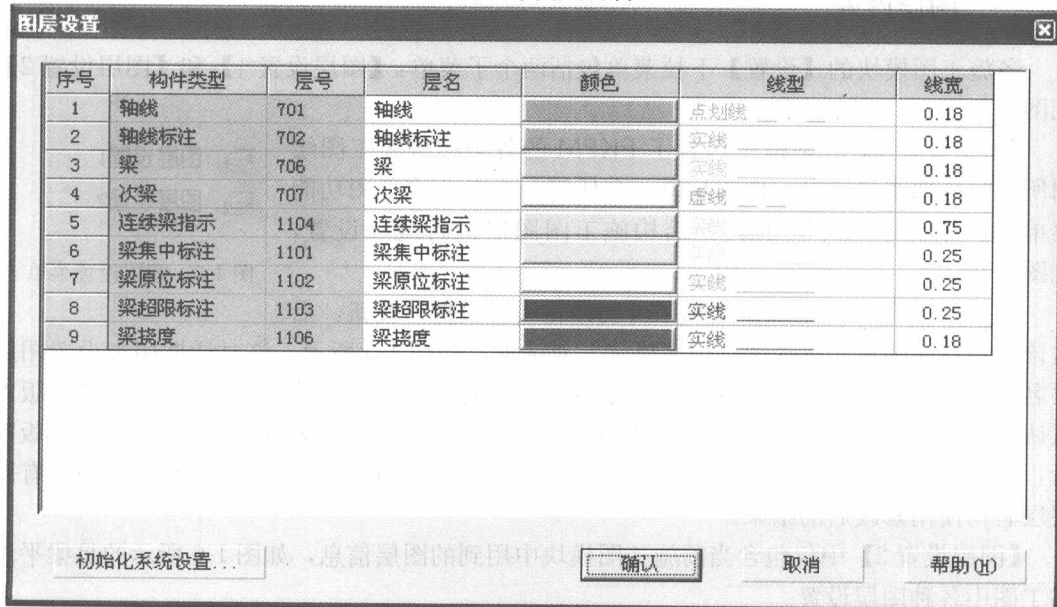 图层设置
序号 构件类型 层号 层名 颜色 线型 线宽
1 轴线 701 轴线 点划线 0.18
2 轴线标注 702 轴线标注 实线 0.18
3 梁 706 梁 实线 0.18
4 次梁 707 次梁 虚线 0.18
5 连续梁指示 1104 连续梁指示 实线 0.75
6 梁集中标注 1101 梁集中标注 实线 0.25
7 梁原位标注 1102 梁原位标注 实线 0.25
8 梁超限标注 1103 梁超限标注 实线 0.25
9 梁挠度 1106 梁挠度 实线 0.18
初始化系统设置... 确认 取消 帮助(H)